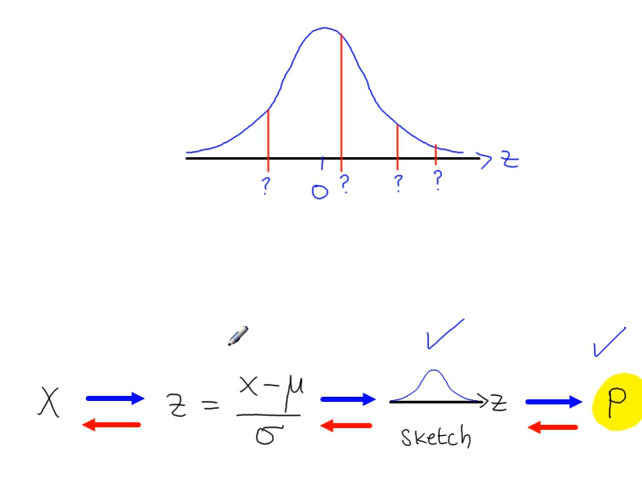 z
? 0 ? ? ?
X z = x - μ / σ z P
sketch